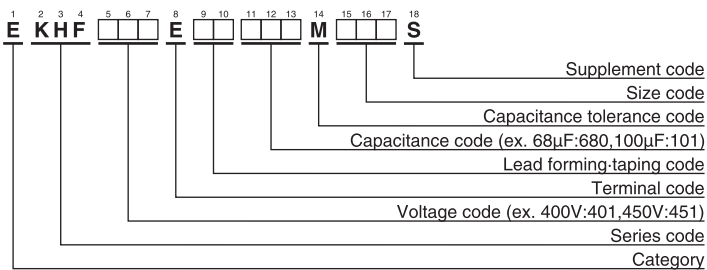 1 2 3 4 5 6 7 8 9 10 11 12 13 14 15 16 17 18
E KHF E M S
Supplement code
Size code
Capacitance tolerance code
Capacitance code (ex. 68μF:680,100μF:101)
Lead forming·taping code
Terminal code
Voltage code (ex. 400V:401,450V:451)
Series code
Category